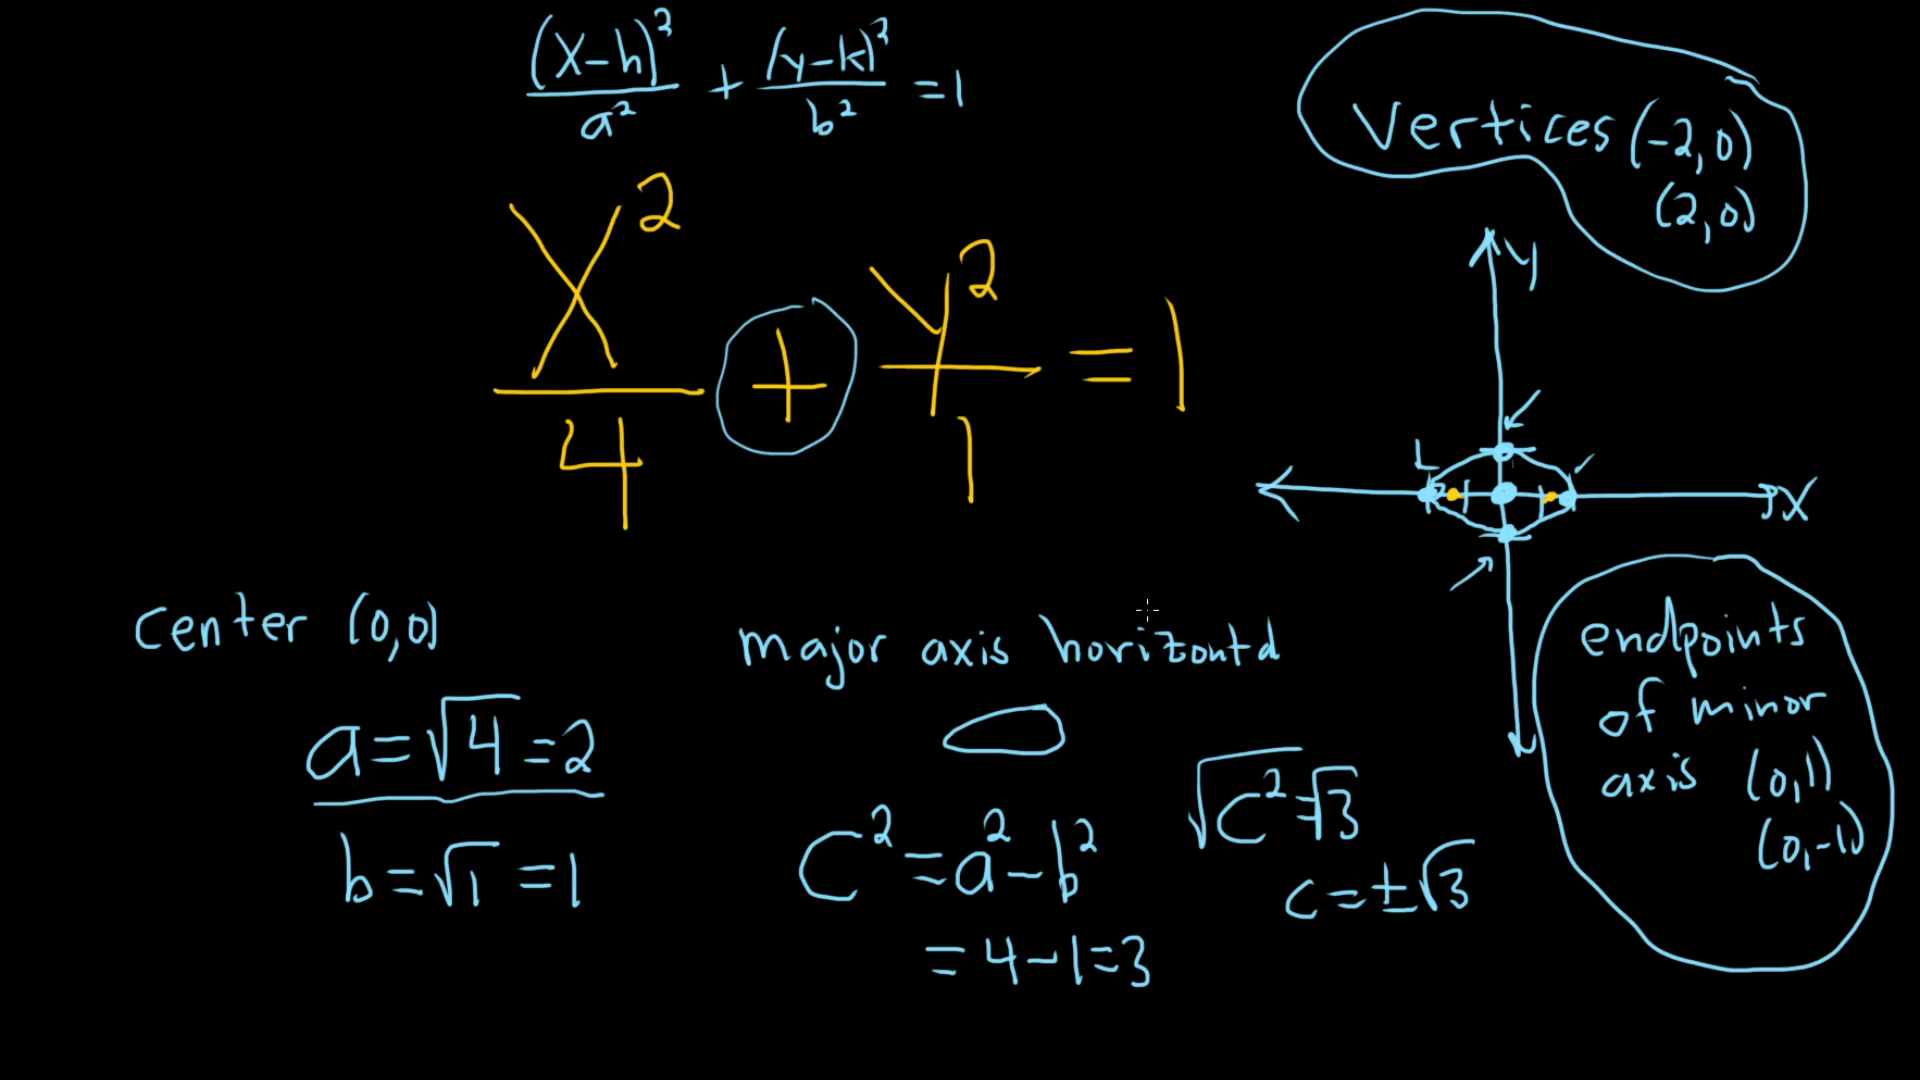 (x-h)²/a² + (y-k)²/b² = 1
x²/4 + y²/1 = 1
Vertices (-2,0)
(2,0)
y
x
center (0,0)
a = √4 = 2
b = √1 = 1
major axis horizontal
c² = a² - b²
= 4 - 1 = 3
√c² = √3
c = ±√3
endpoints
of minor
axis (0,1)
(0,-1)